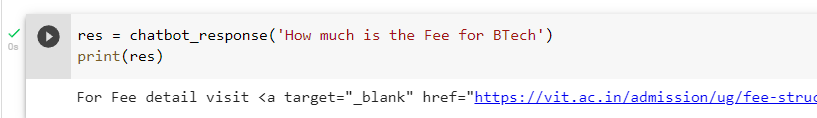 0s
res = chatbot_response('How much is the Fee for BTech')
print(res)
For Fee detail visit <a target="_blank" href="https://vit.ac.in/admission/ug/fee-struc